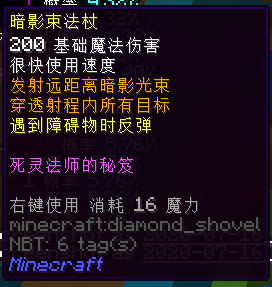 暗影束法杖
200 基础魔法伤害
很快使用速度
发射远距离暗影光束
穿透射程内所有目标
遇到障碍物时反弹
死灵法师的秘笈
右键使用 消耗 16 魔力
minecraft:diamond_shovel
NBT: 6 tag(s)
Minecraft